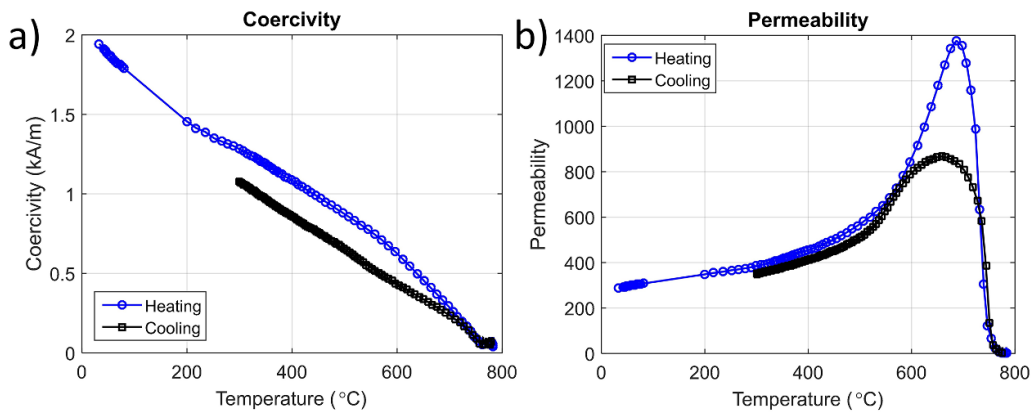 a)
Coercivity
2
1.5
1
0.5
0
Coercivity (kA/m)
Heating
Cooling
0 200 400 600 800
Temperature (°C)
b)
Permeability
1400
1200
1000
800
600
400
200
0
Permeability
Heating
Cooling
0 200 400 600 800
Temperature (°C)